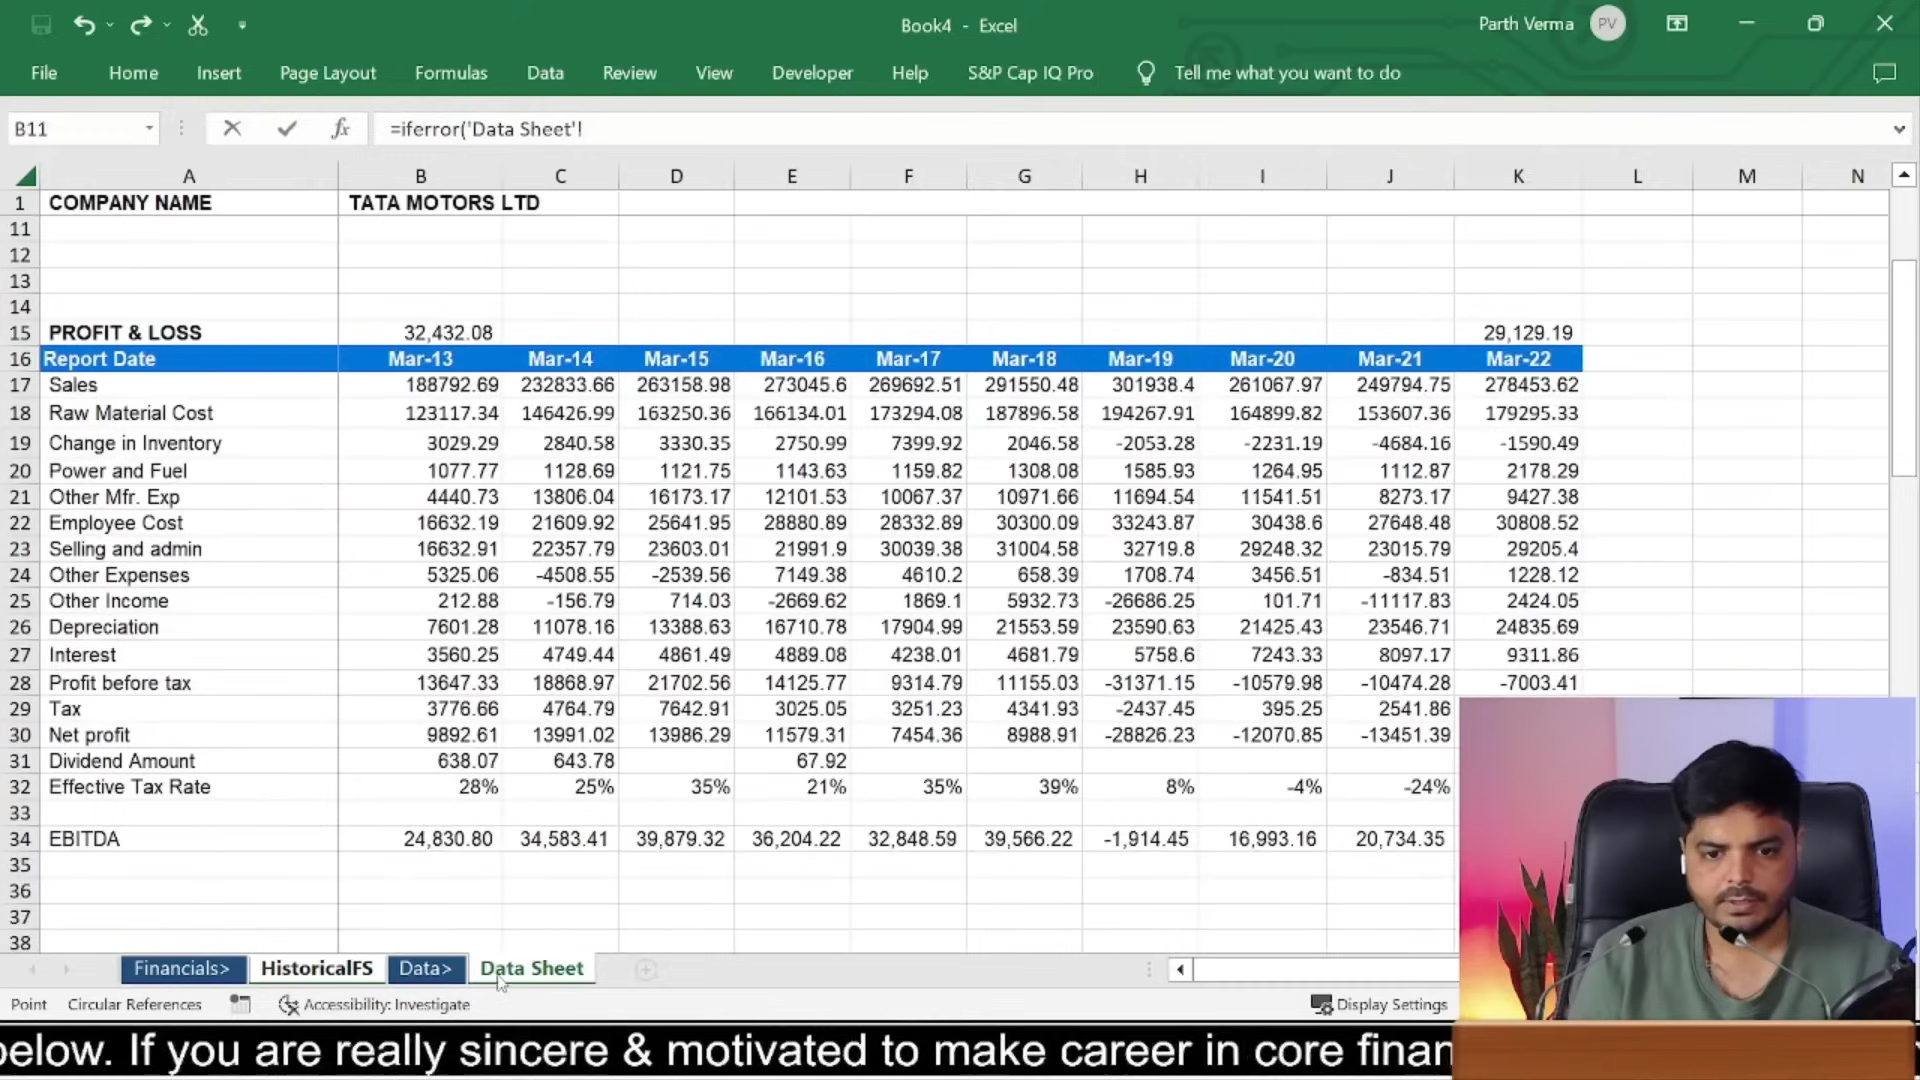 Book4 - Excel
Parth Verma PV
File Home Insert Page Layout Formulas Data Review View Developer Help S&P Cap IQ Pro Tell me what you want to do
B11 fx =iferror('Data Sheet'!
A B C D E F G H I J K L M N
1 COMPANY NAME TATA MOTORS LTD
11
12
13
14
15 PROFIT & LOSS 32,432.08 29,129.19
16 Report Date Mar-13 Mar-14 Mar-15 Mar-16 Mar-17 Mar-18 Mar-19 Mar-20 Mar-21 Mar-22
17 Sales 188792.69 232833.66 263158.98 273045.6 269692.51 291550.48 301938.4 261067.97 249794.75 278453.62
18 Raw Material Cost 123117.34 146426.99 163250.36 166134.01 173294.08 187896.58 194267.91 164899.82 153607.36 179295.33
19 Change in Inventory 3029.29 2840.58 3330.35 2750.99 7399.92 2046.58 -2053.28 -2231.19 -4684.16 -1590.49
20 Power and Fuel 1077.77 1128.69 1121.75 1143.63 1159.82 1308.08 1585.93 1264.95 1112.87 2178.29
21 Other Mfr. Exp 4440.73 13806.04 16173.17 12101.53 10067.37 10971.66 11694.54 11541.51 8273.17 9427.38
22 Employee Cost 16632.19 21609.92 25641.95 28880.89 28332.89 30300.09 33243.87 30438.6 27648.48 30808.52
23 Selling and admin 16632.91 22357.79 23603.01 21991.9 30039.38 31004.58 32719.8 29248.32 23015.79 29205.4
24 Other Expenses 5325.06 -4508.55 -2539.56 7149.38 4610.2 658.39 1708.74 3456.51 -834.51 1228.12
25 Other Income 212.88 -156.79 714.03 -2669.62 1869.1 5932.73 -26686.25 101.71 -11117.83 2424.05
26 Depreciation 7601.28 11078.16 13388.63 16710.78 17904.99 21553.59 23590.63 21425.43 23546.71 24835.69
27 Interest 3560.25 4749.44 4861.49 4889.08 4238.01 4681.79 5758.6 7243.33 8097.17 9311.86
28 Profit before tax 13647.33 18868.97 21702.56 14125.77 9314.79 11155.03 -31371.15 -10579.98 -10474.28 -7003.41
29 Tax 3776.66 4764.79 7642.91 3025.05 3251.23 4341.93 -2437.45 395.25 2541.86
30 Net profit 9892.61 13991.02 13986.29 11579.31 7454.36 8988.91 -28826.23 -12070.85 -13451.39
31 Dividend Amount 638.07 643.78 67.92
32 Effective Tax Rate 28% 25% 35% 21% 35% 39% 8% -4% -24%
33
34 EBITDA 24,830.80 34,583.41 39,879.32 36,204.22 32,848.59 39,566.22 -1,914.45 16,993.16 20,734.35
35
36
37
38
Financials> HistoricalFS Data> Data Sheet
Point Circular References Accessibility: Investigate Display Settings
below. If you are really sincere & motivated to make career in core finan